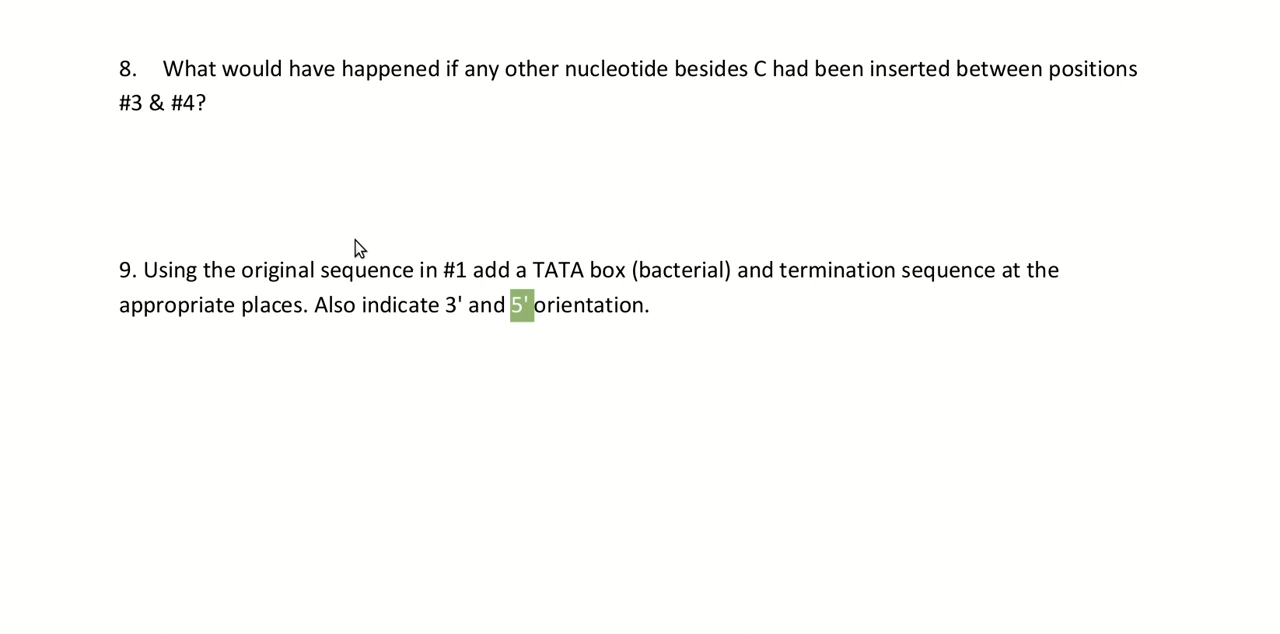 8. What would have happened if any other nucleotide besides C had been inserted between positions
#3 & #4?
9. Using the original sequence in #1 add a TATA box (bacterial) and termination sequence at the
appropriate places. Also indicate 3' and 5' orientation.